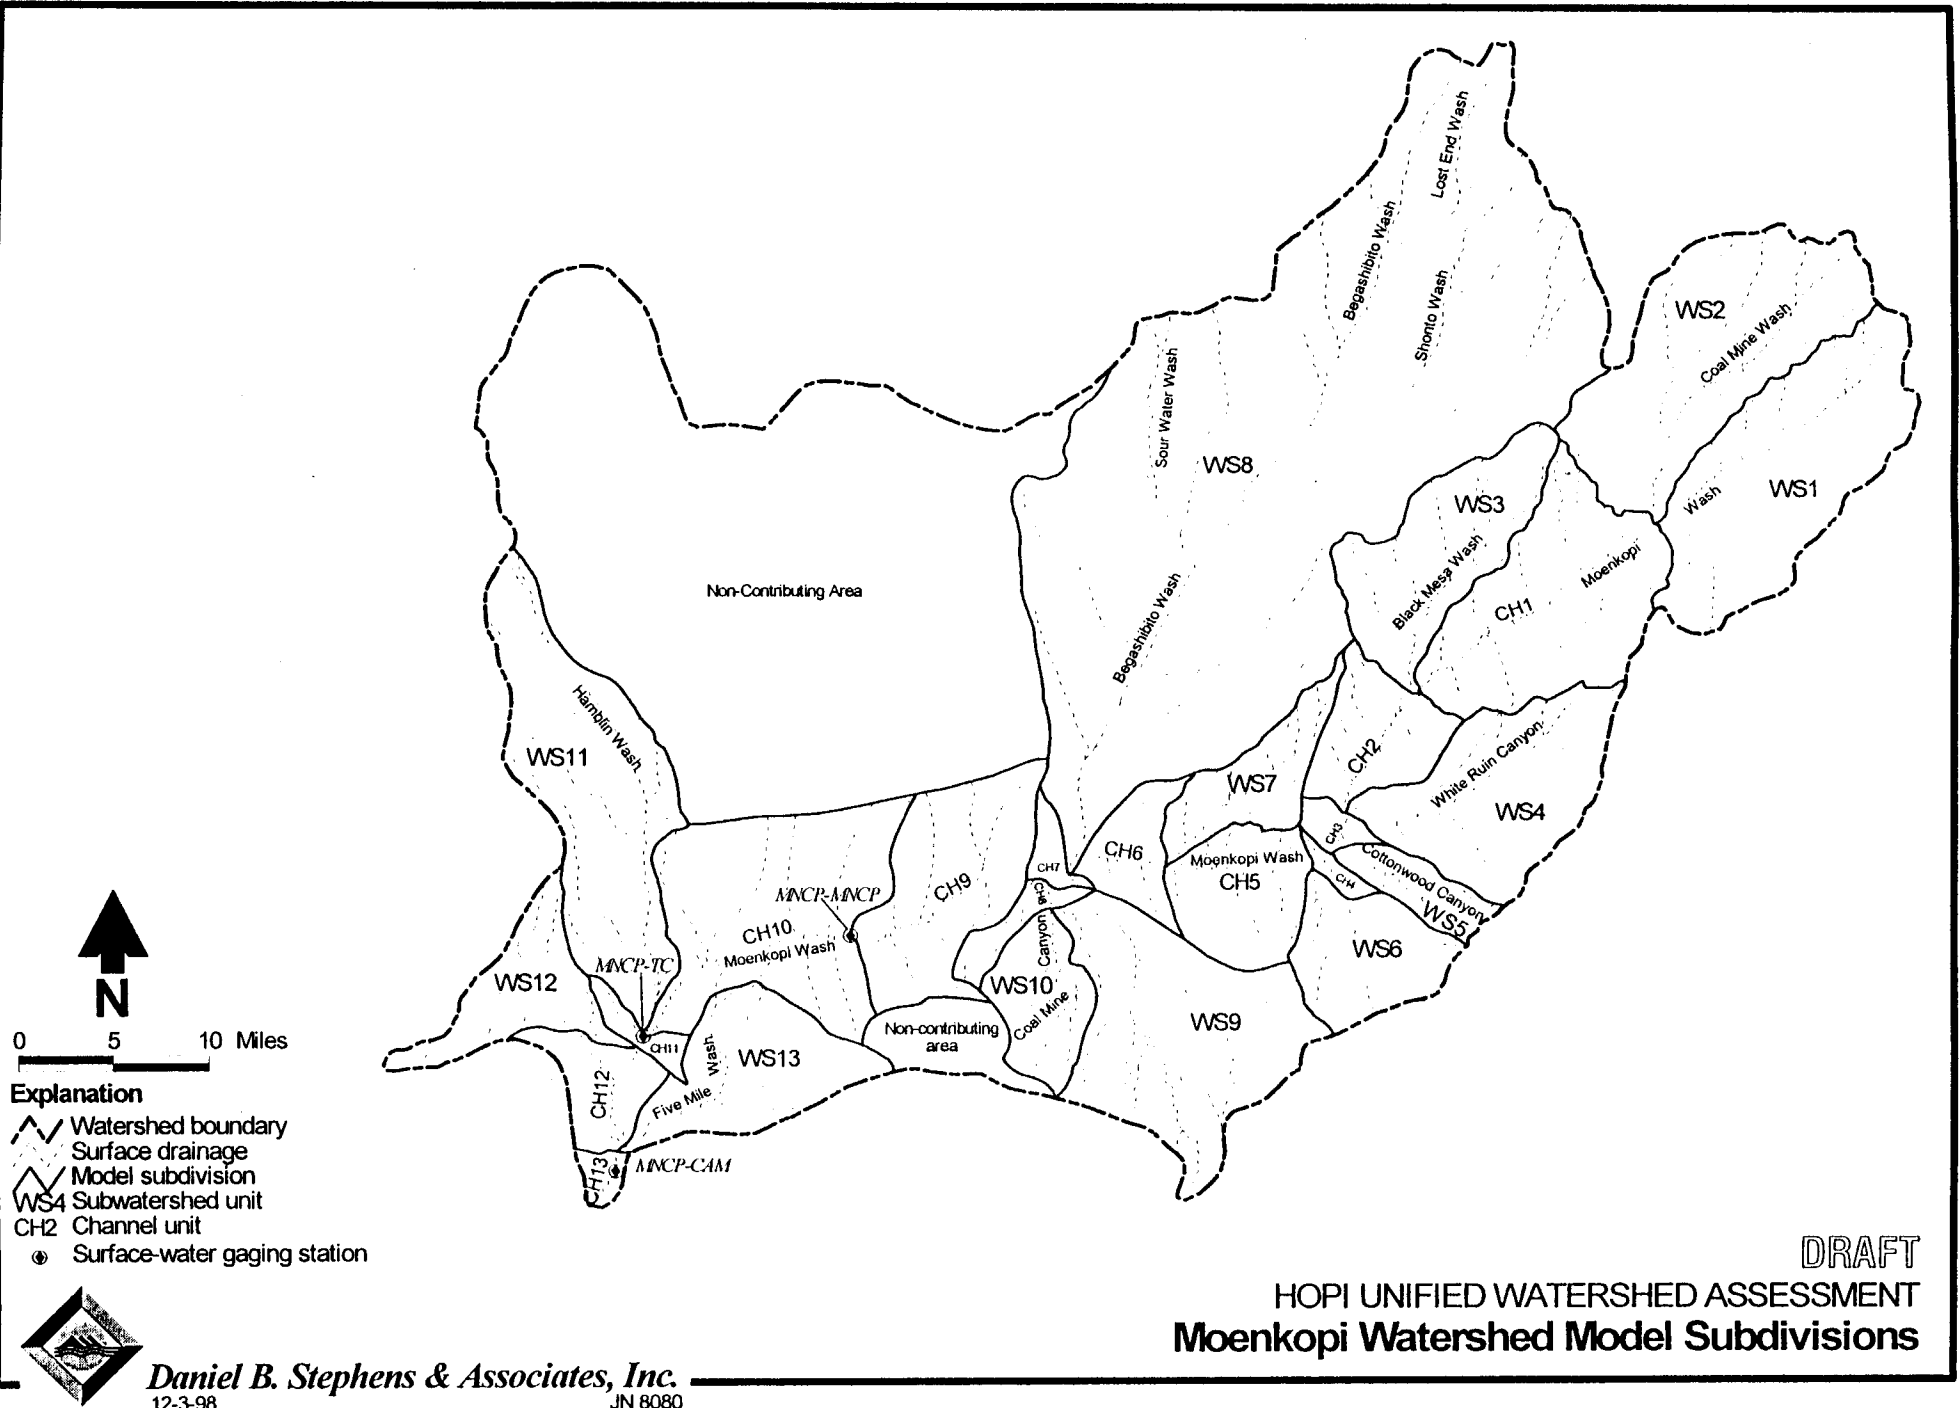 Lost End Wash
Begashibito Wash
Shonto Wash
Sour Water Wash
WS8
WS2
Coal Mine Wash
WS1
Wash
Moenkopi
WS3
Black Mesa Wash
CH1
Begashibito Wash
Non-Contributing Area
Hamblin Wash
WS11
CH2
White Ruin Canyon
WS4
WS7
CH3
Cottonwood Canyon
WS5
CH4
Moenkopi Wash
CH5
CH6
CH7
CH8
CH9
MNCP-MNCP
CH10
Moenkopi Wash
WS6
WS9
WS10
Canyon
Coal Mine
Non-contributing
area
WS12
MNCP-TC
CH11
Wash
WS13
Five Mile
CH12
CH13
MNCP-CAM
N
0 5 10 Miles
Explanation
Watershed boundary
Surface drainage
Model subdivision
WS4 Subwatershed unit
CH2 Channel unit
Surface-water gaging station
DRAFT
HOPI UNIFIED WATERSHED ASSESSMENT
Moenkopi Watershed Model Subdivisions
Daniel B. Stephens & Associates, Inc.
12-3-98 JN 8080